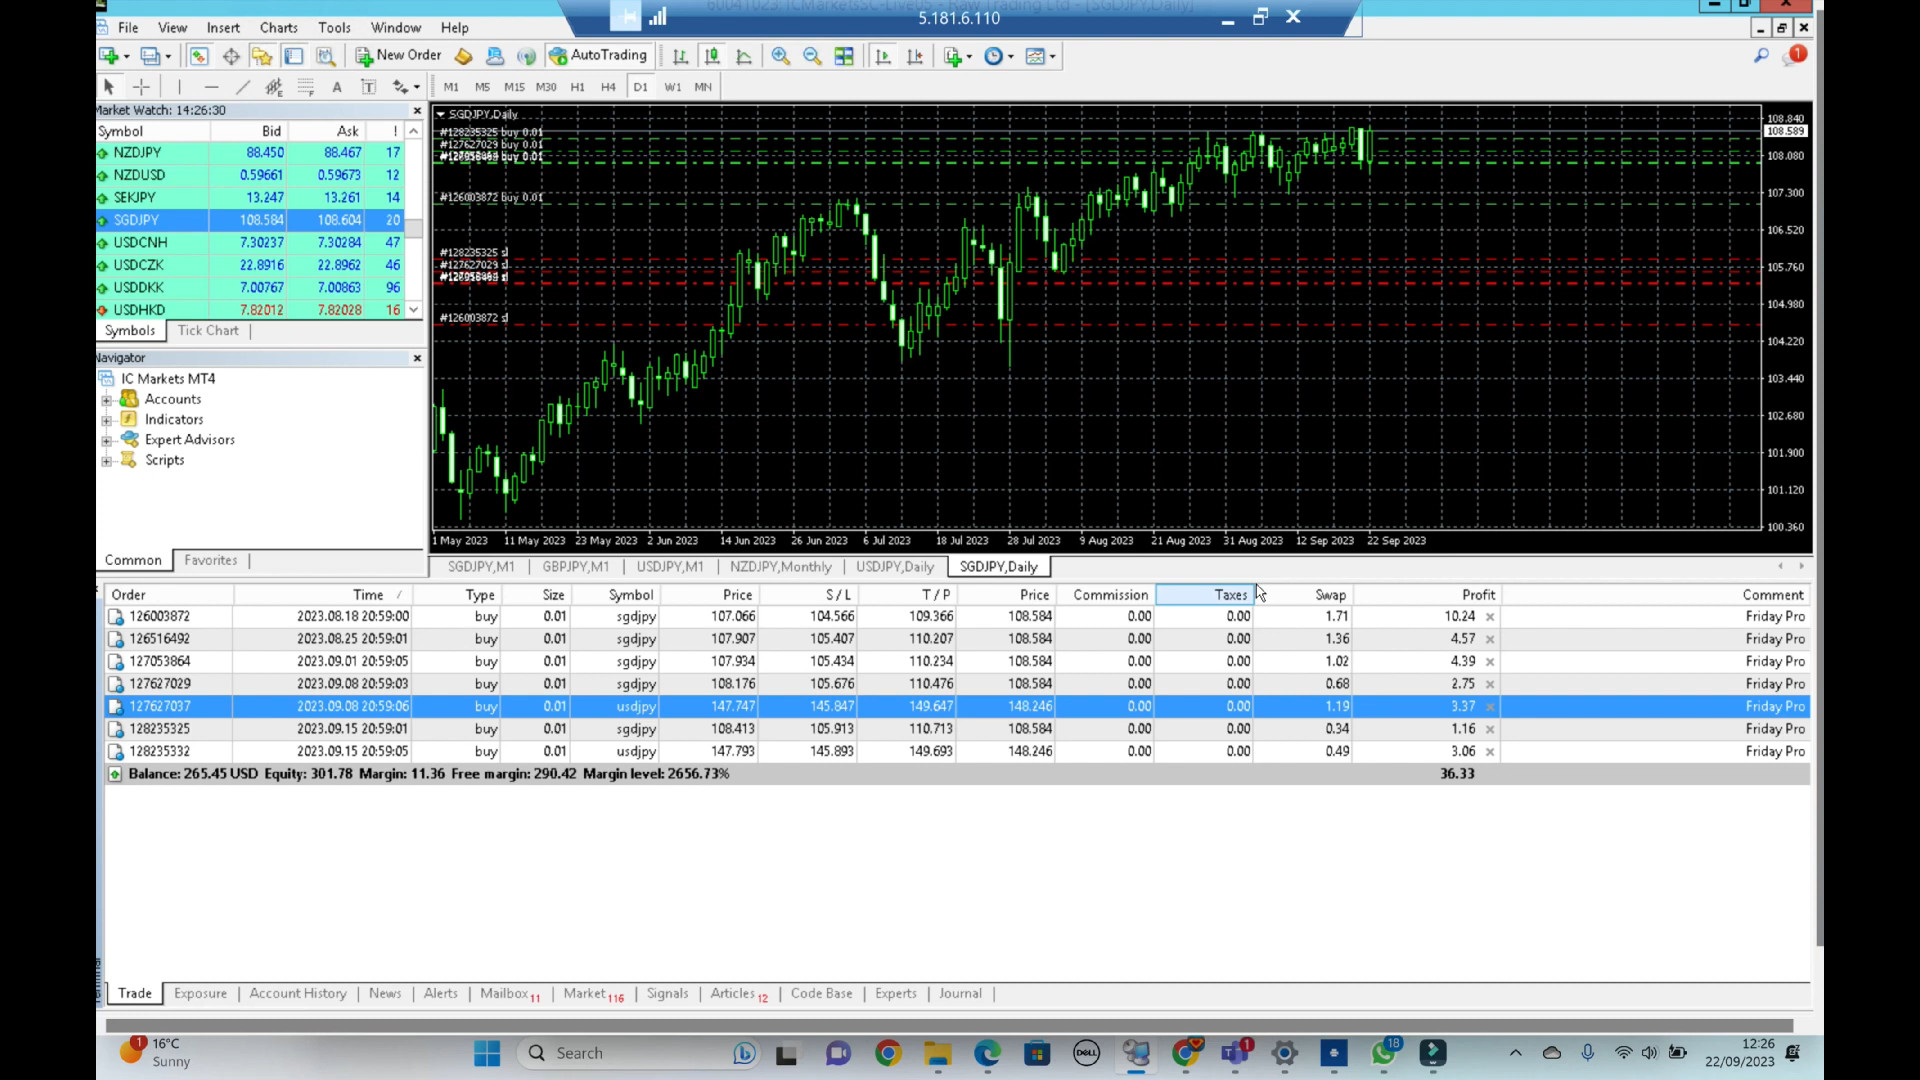 5.181.6.110
File View Insert Charts Tools Window Help
New Order AutoTrading 1
A T M1 M5 M15 M30 H1 H4 D1 W1 MN
Market Watch: 14:26:30
Symbol Bid Ask !
NZDJPY 88.450 88.467 17
NZDUSD 0.59661 0.59673 12
SEKJPY 13.247 13.261 14
SGDJPY 108.584 108.604 20
USDCNH 7.30237 7.30284 47
USDCZK 22.8916 22.8962 46
USDDKK 7.00767 7.00863 96
USDHKD 7.82012 7.82028 16
Symbols Tick Chart
Navigator
IC Markets MT4
Accounts
Indicators
Expert Advisors
Scripts
Common Favorites
SGDJPY,Daily
#128235325 buy 0.01
#127627029 buy 0.01
#126003872 buy 0.01
#128235325 sl
#127627029 sl
#126003872 sl
108.840
108.589
108.080
107.300
106.520
105.760
104.980
104.220
103.440
102.680
101.900
101.120
100.360
1 May 2023 11 May 2023 23 May 2023 2 Jun 2023 14 Jun 2023 26 Jun 2023 6 Jul 2023 18 Jul 2023 28 Jul 2023 9 Aug 2023 21 Aug 2023 31 Aug 2023 12 Sep 2023 22 Sep 2023
SGDJPY,M1 GBPJPY,M1 USDJPY,M1 NZDJPY,Monthly USDJPY,Daily SGDJPY,Daily
Order Time / Type Size Symbol Price S / L T / P Price Commission Taxes Swap Profit Comment
126003872 2023.08.18 20:59:00 buy 0.01 sgdjpy 107.066 104.566 109.366 108.584 0.00 0.00 1.71 10.24 Friday Pro
126516492 2023.08.25 20:59:01 buy 0.01 sgdjpy 107.907 105.407 110.207 108.584 0.00 0.00 1.36 4.57 Friday Pro
127053864 2023.09.01 20:59:05 buy 0.01 sgdjpy 107.934 105.434 110.234 108.584 0.00 0.00 1.02 4.39 Friday Pro
127627029 2023.09.08 20:59:03 buy 0.01 sgdjpy 108.176 105.676 110.476 108.584 0.00 0.00 0.68 2.75 Friday Pro
127627037 2023.09.08 20:59:06 buy 0.01 usdjpy 147.747 145.847 149.647 148.246 0.00 0.00 1.19 3.37 Friday Pro
128235325 2023.09.15 20:59:01 buy 0.01 sgdjpy 108.413 105.913 110.713 108.584 0.00 0.00 0.34 1.16 Friday Pro
128235332 2023.09.15 20:59:05 buy 0.01 usdjpy 147.793 145.893 149.693 148.246 0.00 0.00 0.49 3.06 Friday Pro
Balance: 265.45 USD Equity: 301.78 Margin: 11.36 Free margin: 290.42 Margin level: 2656.73% 36.33
Trade Exposure Account History News Alerts Mailbox 11 Market 116 Signals Articles 12 Code Base Experts Journal
1 16°C
Sunny
Search
DELL
1
18
12:26
22/09/2023